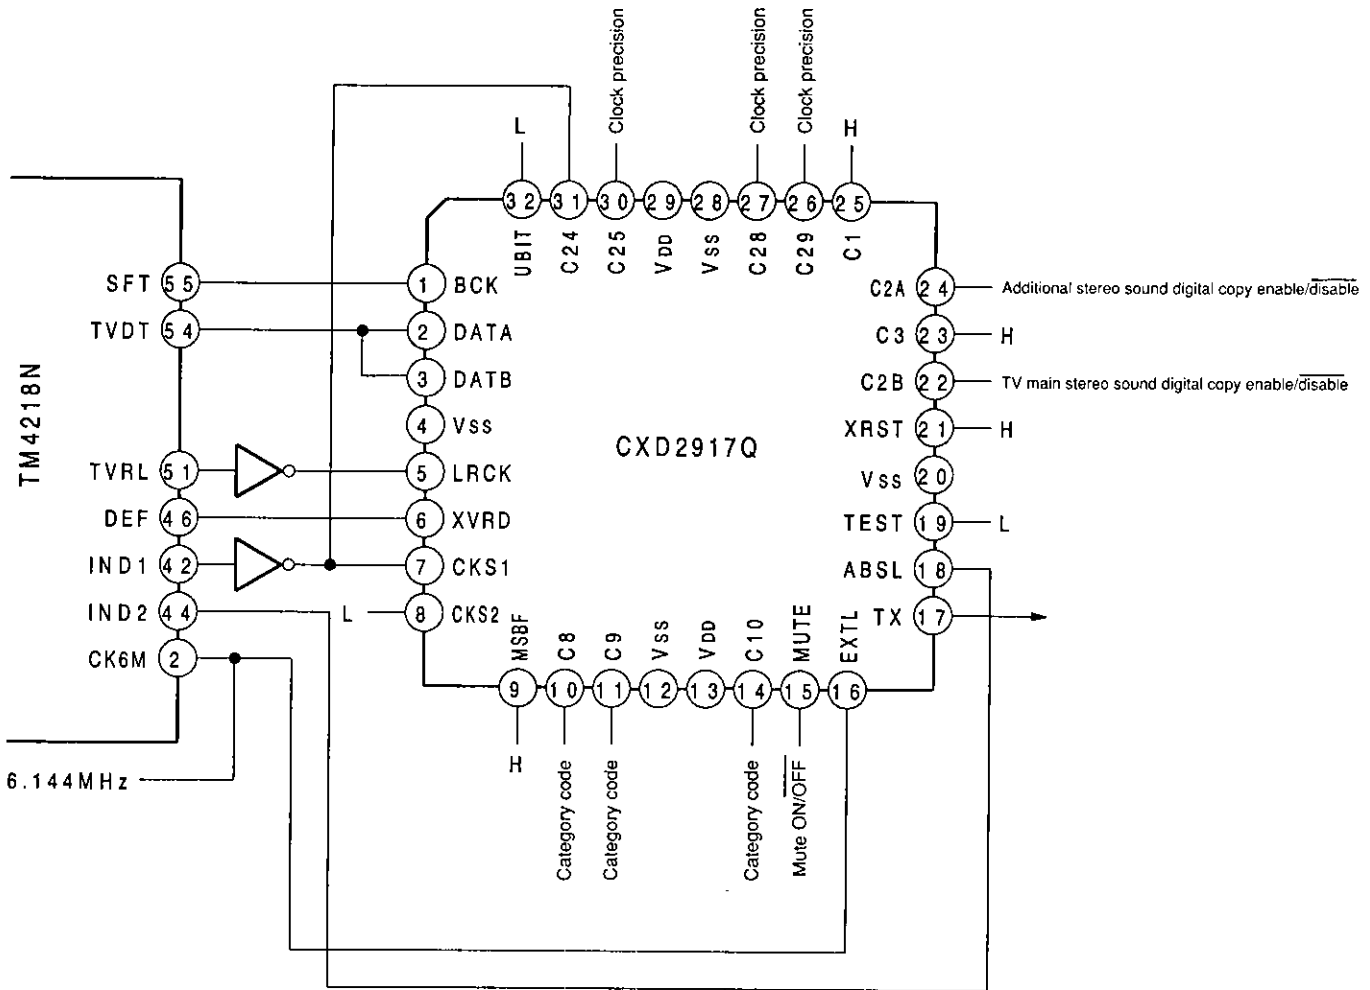 Clock precision
Clock precision
Clock precision
L
H
32 31 30 29 28 27 26 25
UBIT C24 C25 VDD VSS C28 C29 C1
TM4218N
SFT 55
TVDT 54
TVRL 51
DEF 46
IND1 42
IND2 44
CK6M 2
6.144MHz
1 BCK
2 DATA
3 DATB
4 Vss
5 LRCK
6 XVRD
7 CKS1
L 8 CKS2
CXD2917Q
C2A 24 Additional stereo sound digital copy enable/disable
C3 23 H
C2B 22 TV main stereo sound digital copy enable/disable
XRST 21 H
Vss 20
TEST 19 L
ABSL 18
TX 17
MSBF C8 C9 VSS VDD C10 MUTE EXTL
9 10 11 12 13 14 15 16
H
Category code
Category code
Category code
Mute ON/OFF